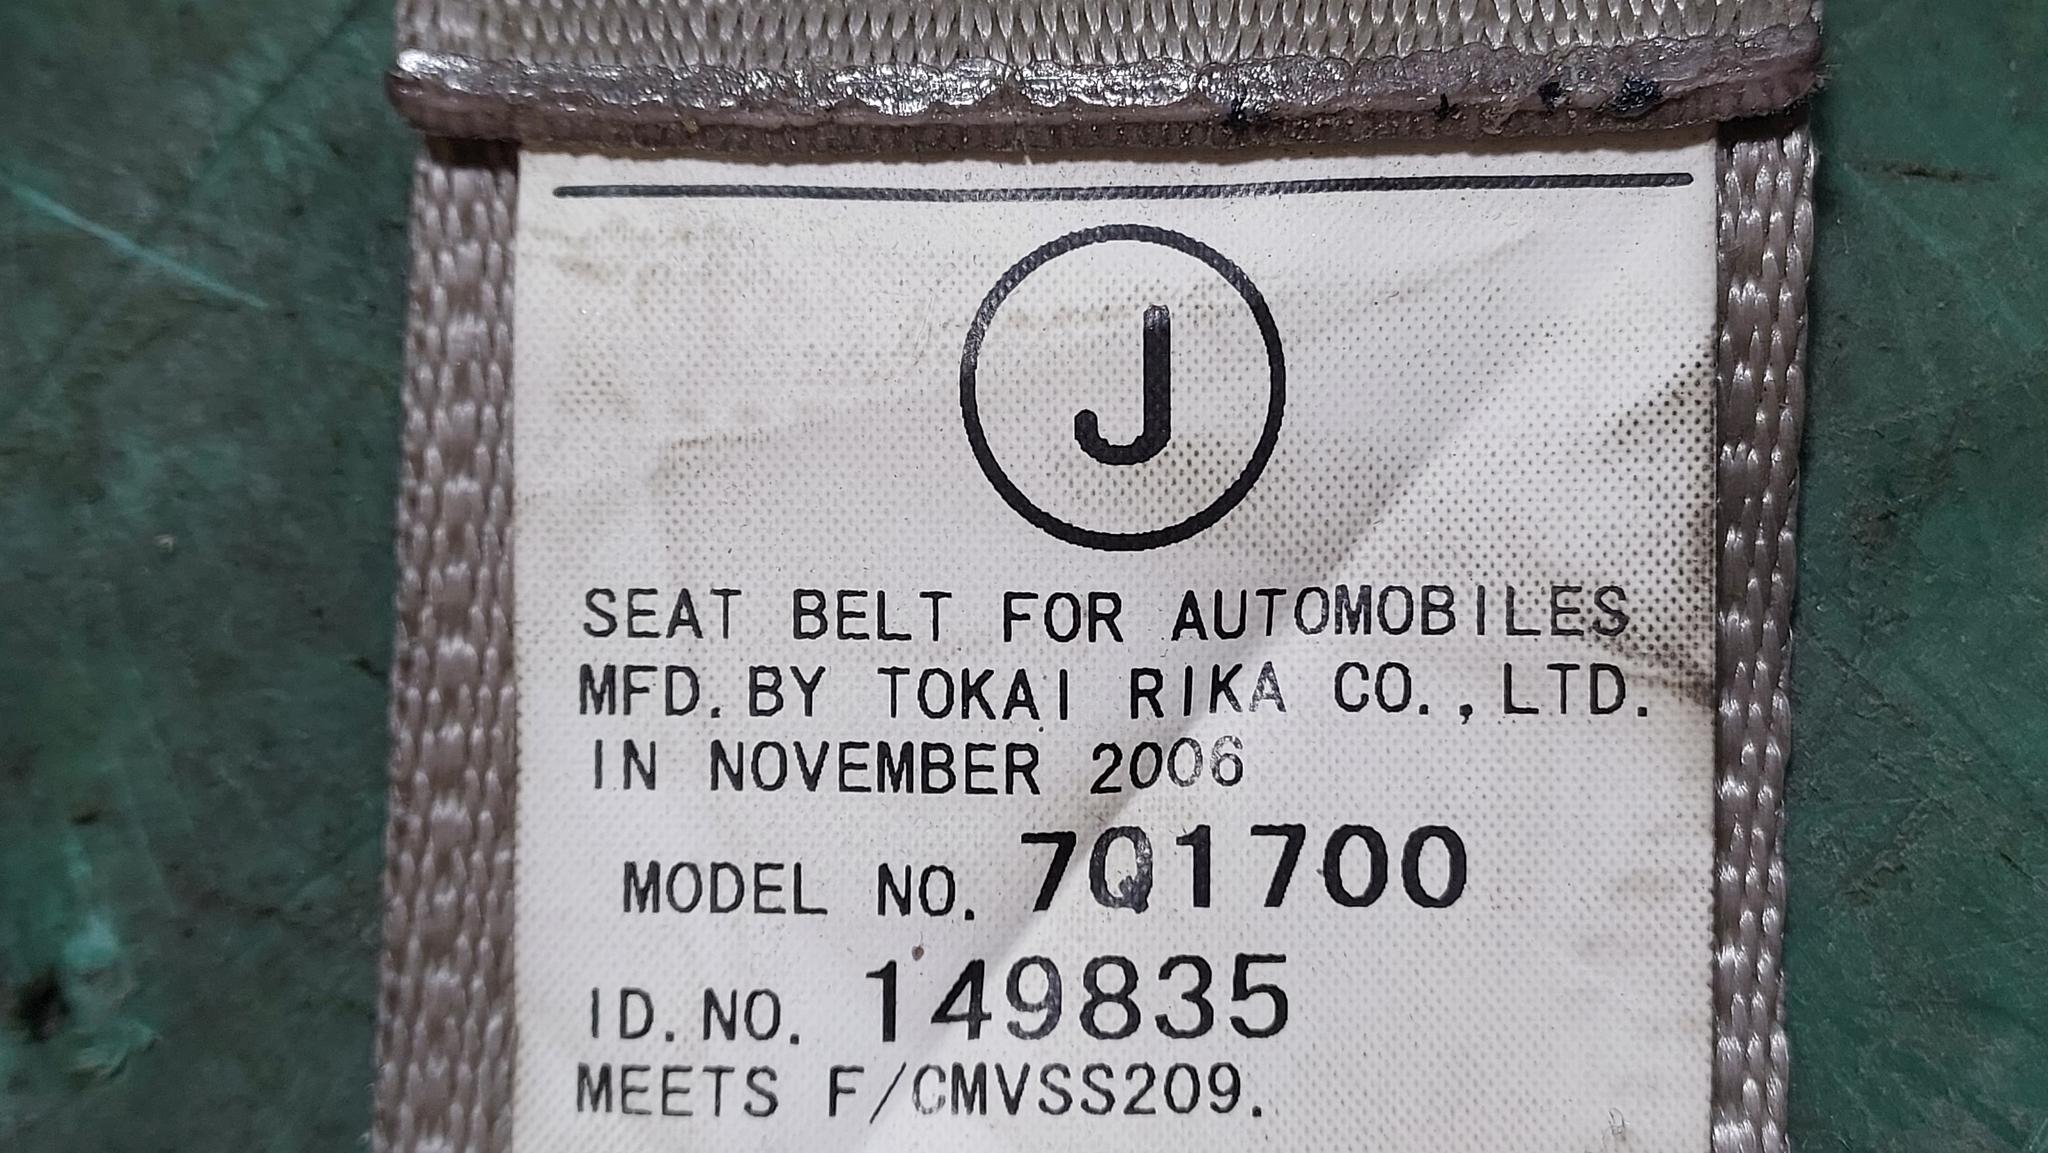 J
SEAT BELT FOR AUTOMOBILES
MFD. BY TOKAI RIKA CO., LTD.
IN NOVEMBER 2006
MODEL NO. 7Q1700
ID. NO. 149835
MEETS F/CMVSS209.